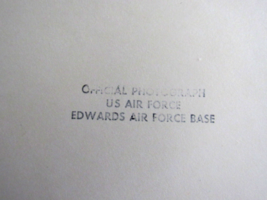 OFFICIAL PHOTOGRAPH
US AIR FORCE
EDWARDS AIR FORCE BASE